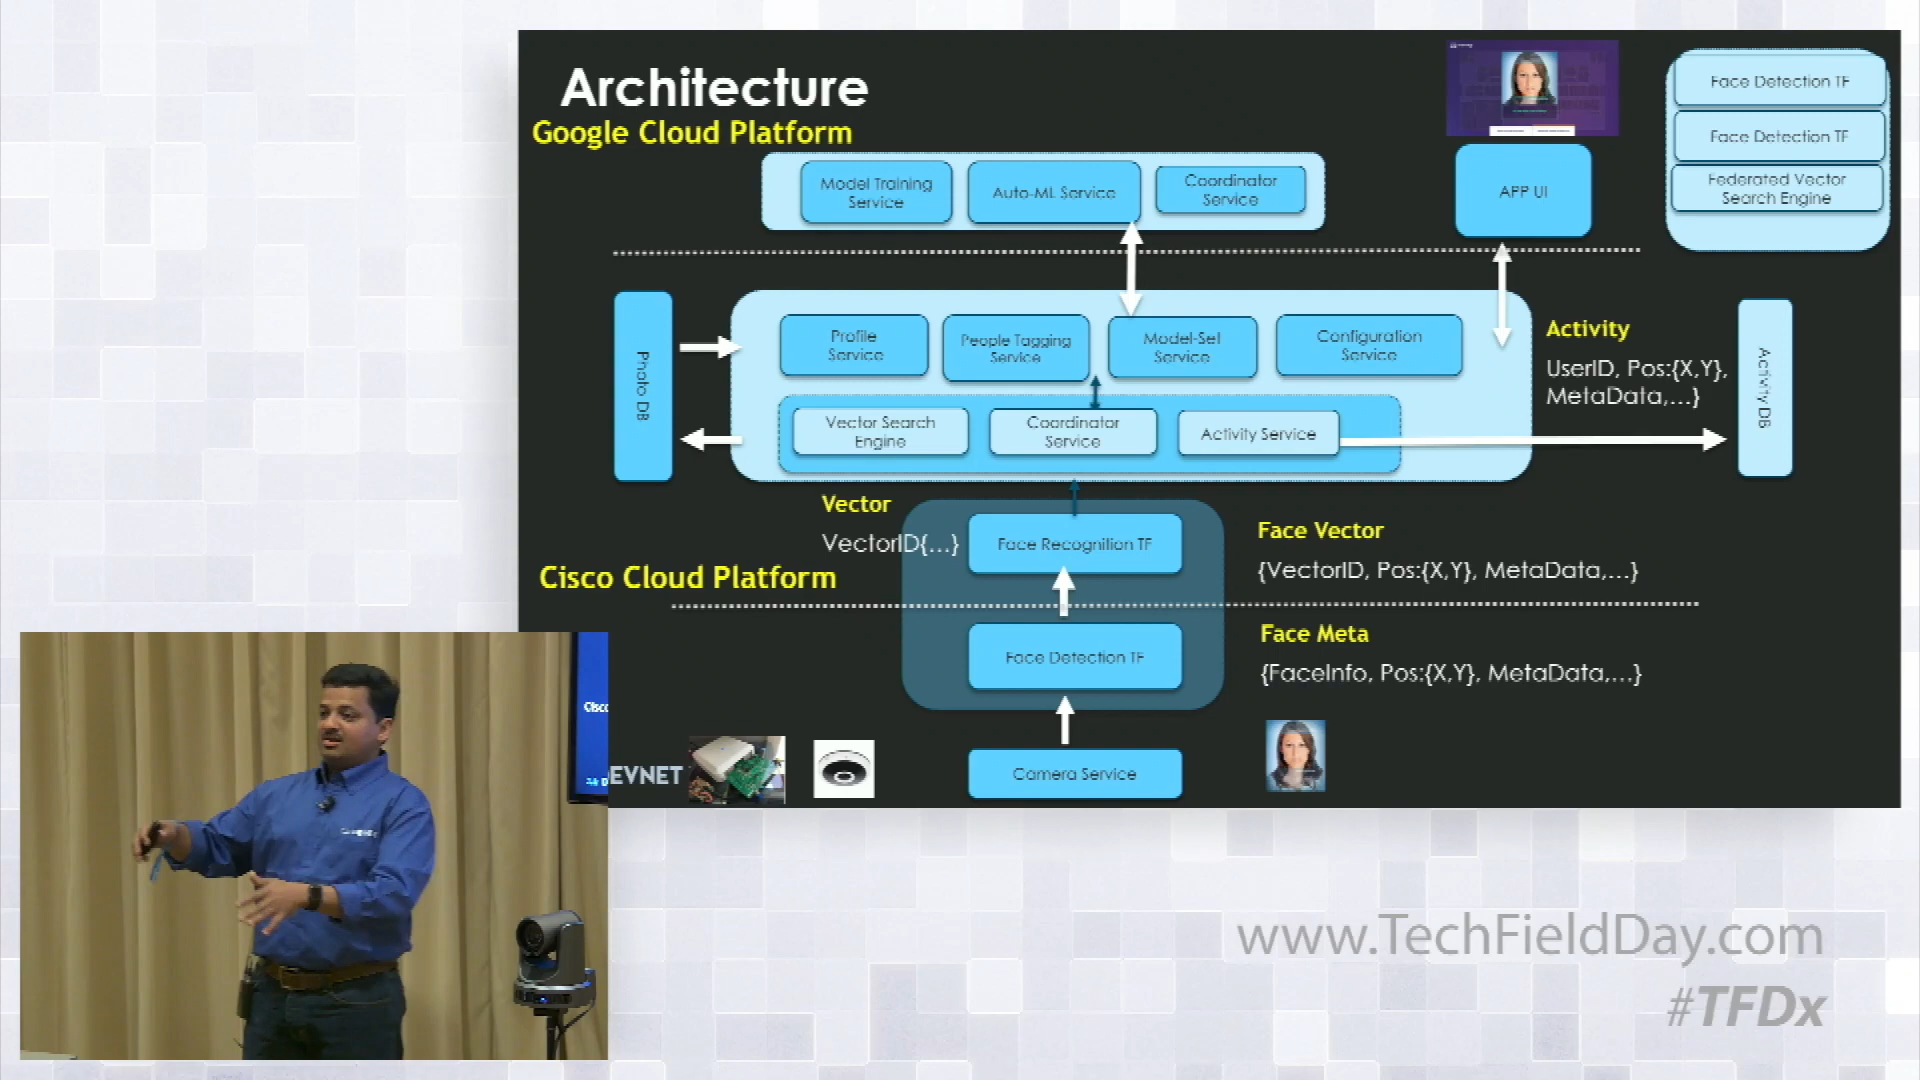 Architecture
Google Cloud Platform
Model Training
Service
Auto-ML Service
Coordinator
Service
APP UI
Face Detection TF
Face Detection TF
Federated Vector
Search Engine
Photo DB
Profile
Service
People Tagging
Service
Model-Set
Service
Configuration
Service
Vector Search
Engine
Coordinator
Service
Activity Service
Activity
UserID, Pos:{X,Y},
MetaData,...}
Activity DB
Vector
VectorID{...}
Face Recognition TF
Face Vector
{VectorID, Pos:{X,Y}, MetaData,...}
Cisco Cloud Platform
Face Detection TF
Face Meta
{FaceInfo, Pos:{X,Y}, MetaData,...}
EVNET
Camera Service
Cisco
www.TechFieldDay.com
#TFDx